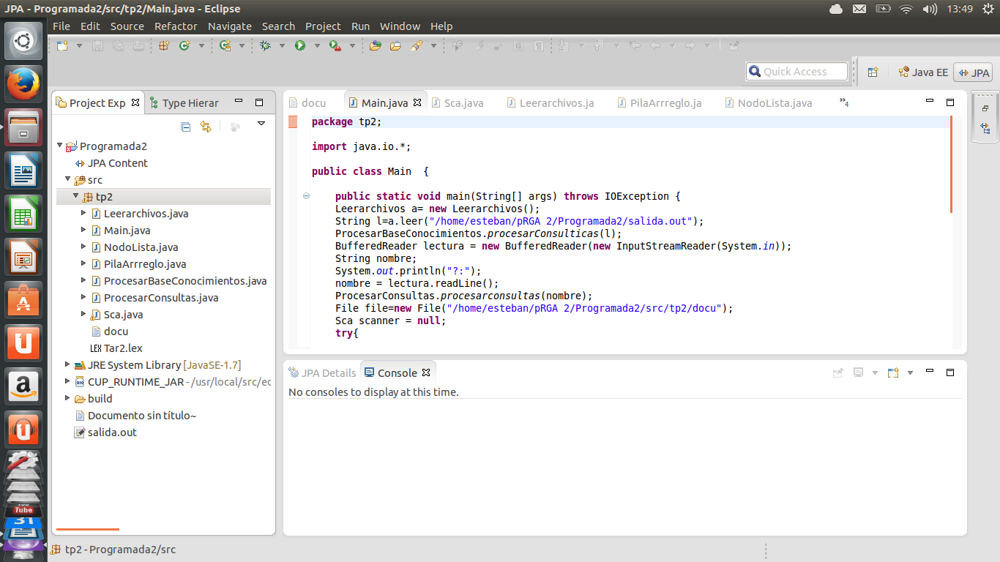 JPA - Programada2/src/tp2/Main.java - Eclipse
13:49
File Edit Source Refactor Navigate Search Project Run Window Help
Quick Access
Java EE
JPA
Project Exp
Type Hierar
docu
Main.java
Sca.java
Leerarchivos.ja
PilaArrreglo.ja
NodoLista.java
»4
Programada2
JPA Content
src
tp2
Leerarchivos.java
Main.java
NodoLista.java
PilaArrreglo.java
ProcesarBaseConocimientos.java
ProcesarConsultas.java
Sca.java
docu
LEX Tar2.lex
JRE System Library [JavaSE-1.7]
CUP_RUNTIME_JAR - /usr/local/src/ec
build
Documento sin título~
salida.out
package tp2;
import java.io.*;
public class Main  {
public static void main(String[] args) throws IOException {
Leerarchivos a= new Leerarchivos();
String l=a.leer("/home/esteban/pRGA 2/Programada2/salida.out");
ProcesarBaseConocimientos.procesarConsulticas(l);
BufferedReader lectura = new BufferedReader(new InputStreamReader(System.in));
String nombre;
System.out.println("?:");
nombre = lectura.readLine();
ProcesarConsultas.procesarconsultas(nombre);
File file=new File("/home/esteban/pRGA 2/Programada2/src/tp2/docu");
Sca scanner = null;
try{
JPA Details
Console
No consoles to display at this time.
You
Tube
31
tp2 - Programada2/src